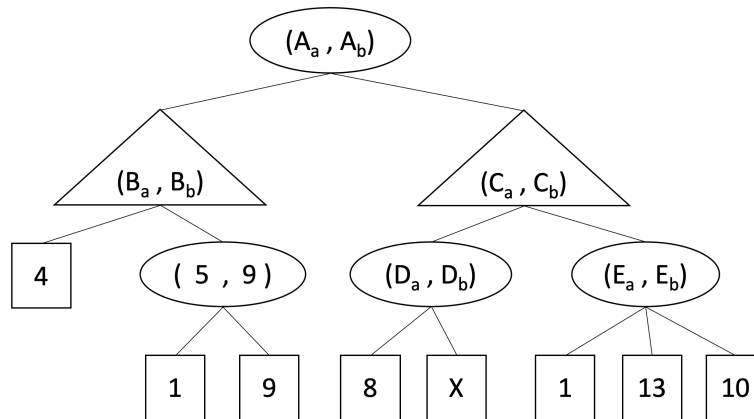 (Aa , Ab)
(Ba , Bb)
(Ca , Cb)
4
( 5 , 9 )
(Da , Db)
(Ea , Eb)
1
9
8
X
1
13
10